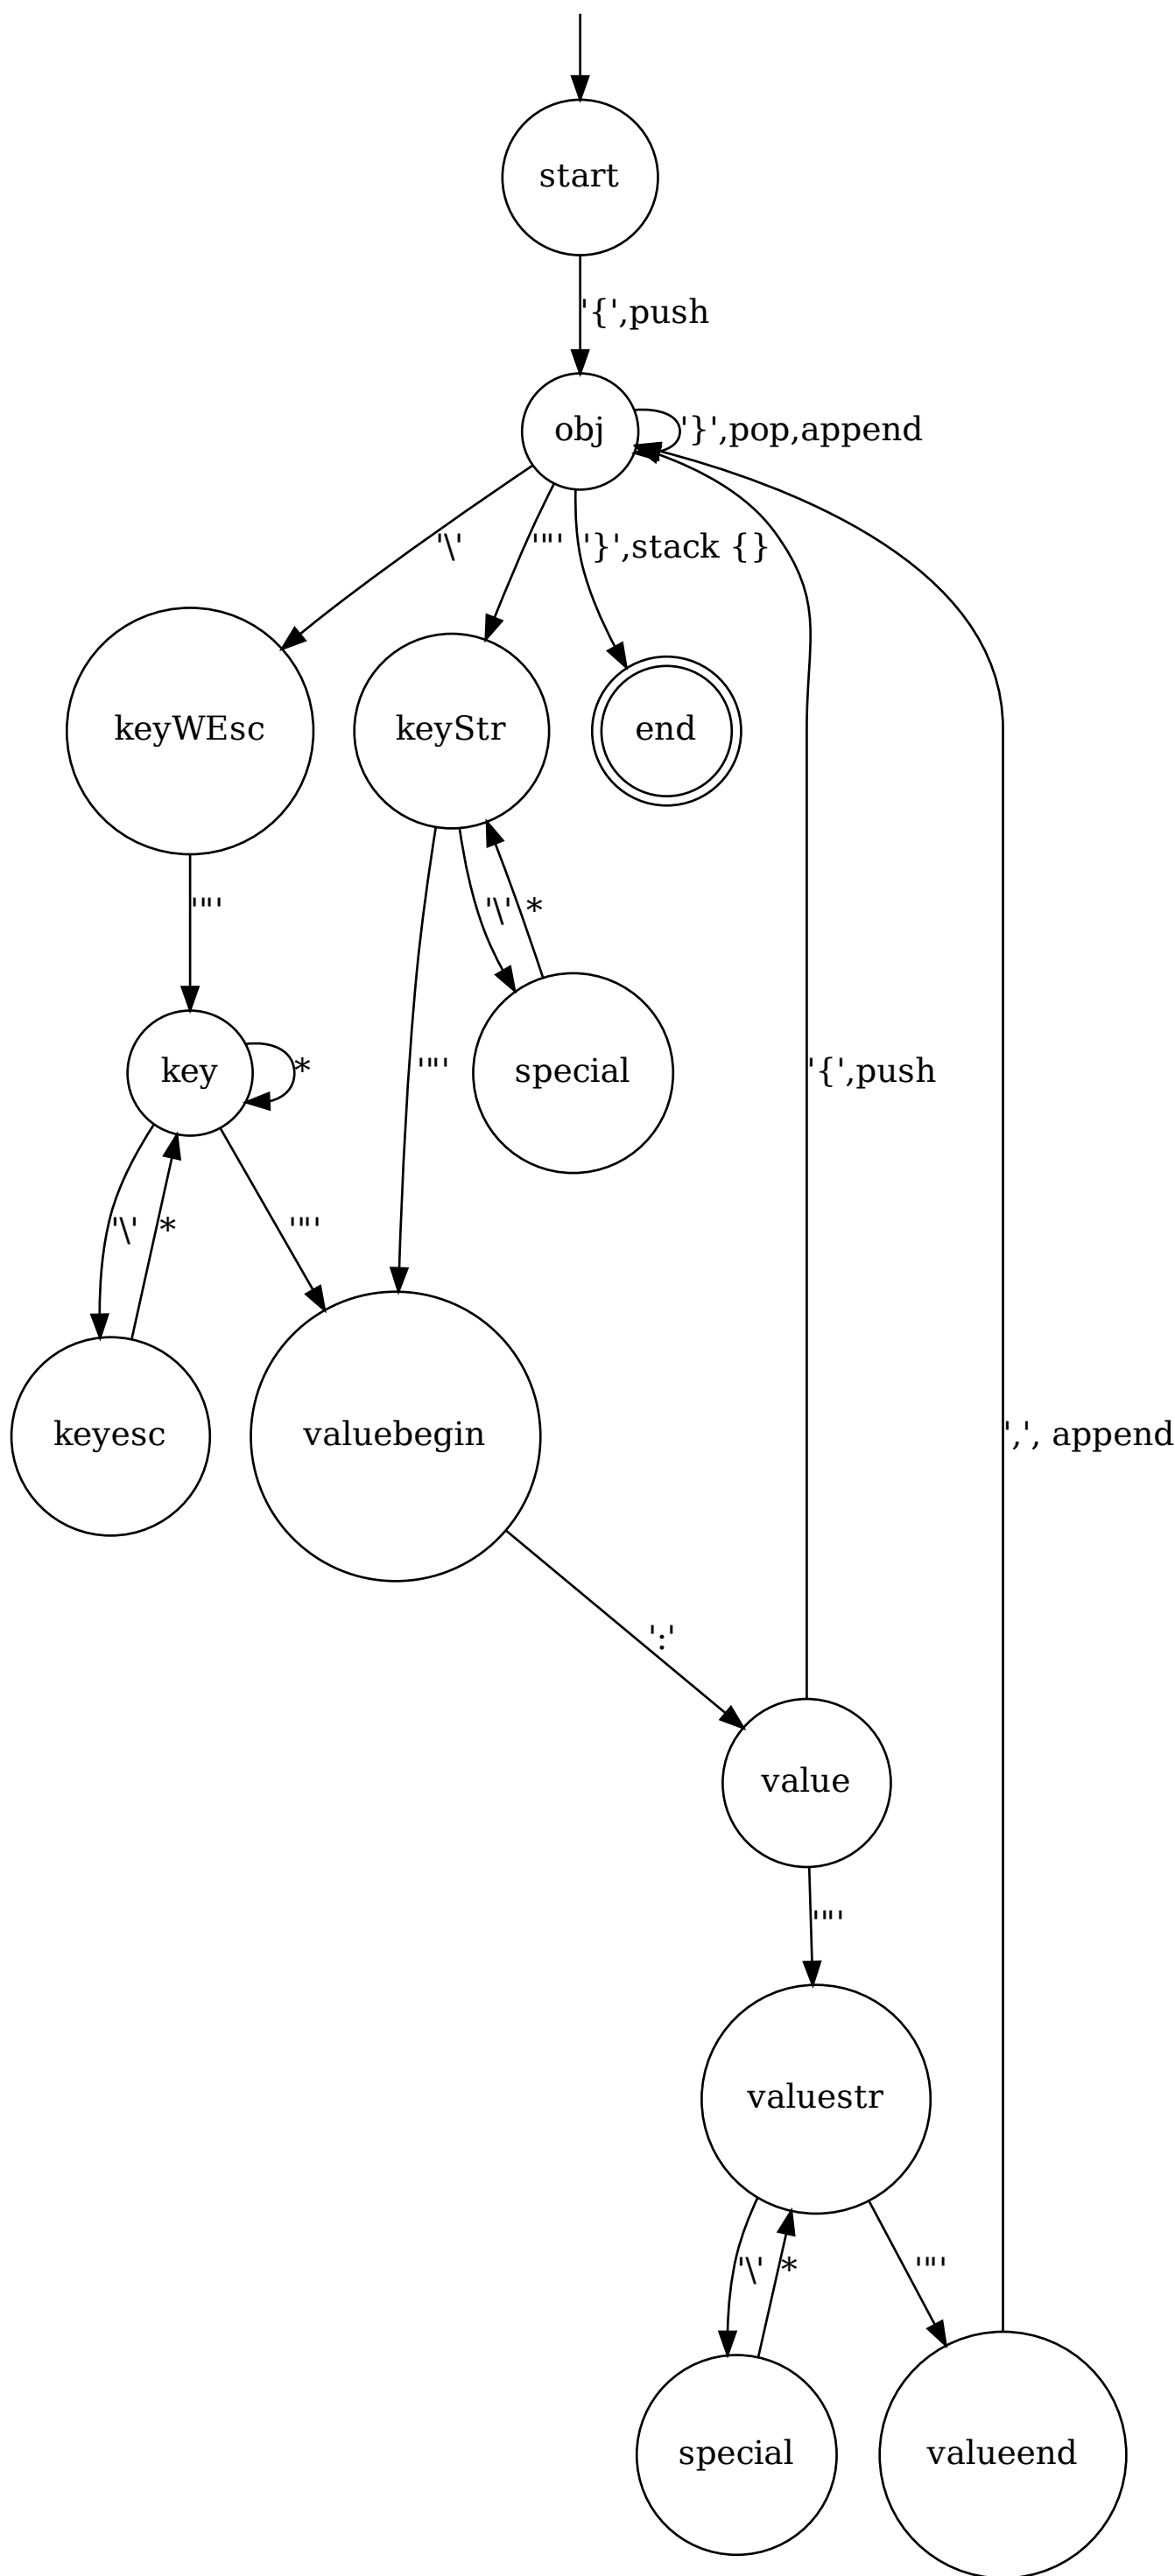 start
'{',push
obj
'}',pop,append
'\'
'"'
'}',stack {}
keyWEsc
keyStr
end
'"'
'\'
*
key
*
'"'
special
'{',push
'\'
*
'"'
keyesc
valuebegin
',', append
':'
value
'"'
valuestr
'\'
*
'"'
special
valueend